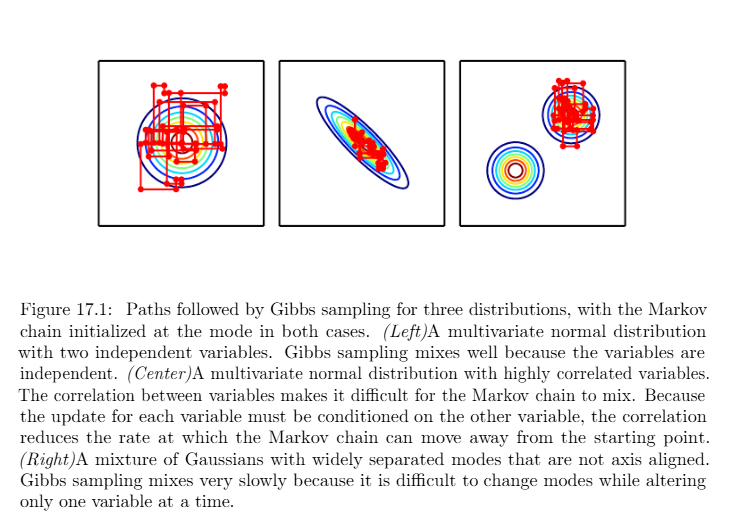 Figure 17.1: Paths followed by Gibbs sampling for three distributions, with the Markov
chain initialized at the mode in both cases. (Left)A multivariate normal distribution
with two independent variables. Gibbs sampling mixes well because the variables are
independent. (Center)A multivariate normal distribution with highly correlated variables.
The correlation between variables makes it difficult for the Markov chain to mix. Because
the update for each variable must be conditioned on the other variable, the correlation
reduces the rate at which the Markov chain can move away from the starting point.
(Right)A mixture of Gaussians with widely separated modes that are not axis aligned.
Gibbs sampling mixes very slowly because it is difficult to change modes while altering
only one variable at a time.